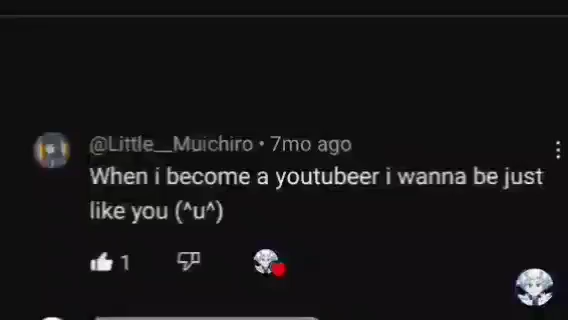 @Little__Muichiro • 7mo ago
When i become a youtubeer i wanna be just
like you (^u^)
1